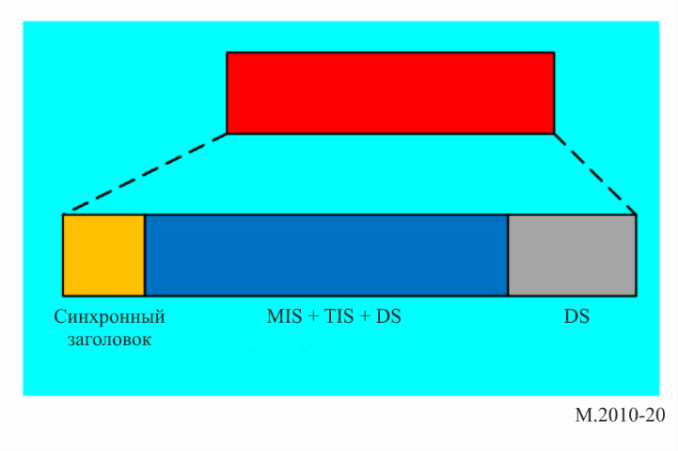 Синхронный
заголовок
MIS + TIS + DS
DS
M.2010-20